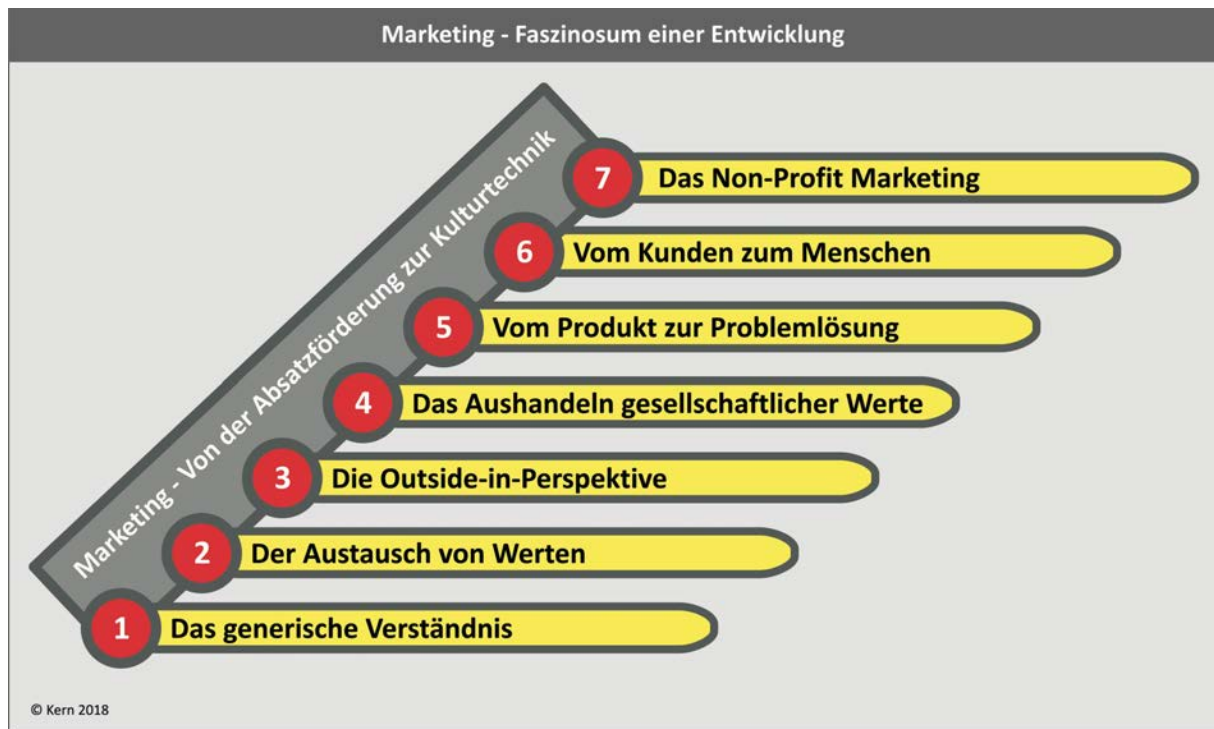 Marketing - Faszinosum einer Entwicklung
Marketing - Von der Absatzförderung zur Kulturtechnik
7 Das Non-Profit Marketing
6 Vom Kunden zum Menschen
5 Vom Produkt zur Problemlösung
4 Das Aushandeln gesellschaftlicher Werte
3 Die Outside-in-Perspektive
2 Der Austausch von Werten
1 Das generische Verständnis
© Kern 2018